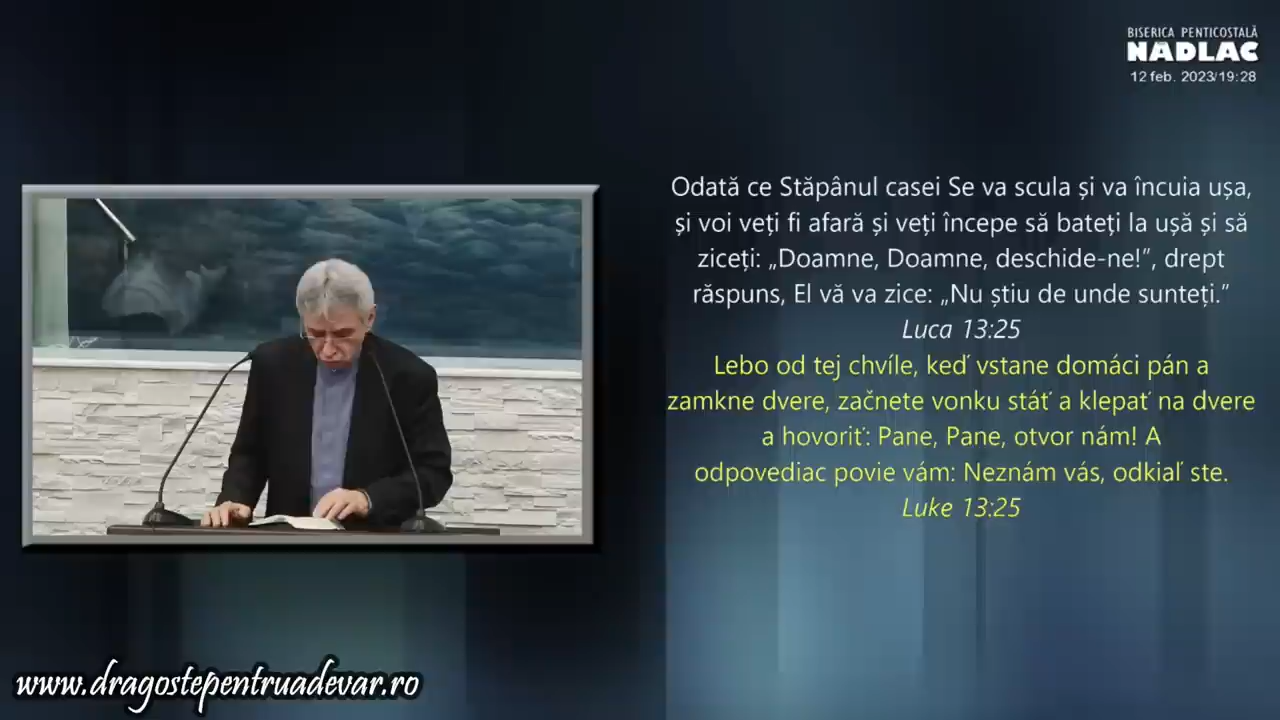 BISERICA PENTICOSTALĂ
NĂDLAC
12 feb. 2023/19:28
Odată ce Stăpânul casei Se va scula și va încuia ușa,
și voi veți fi afară și veți începe să bateți la ușă și să
ziceți: „Doamne, Doamne, deschide-ne!”, drept
răspuns, El vă va zice: „Nu știu de unde sunteți.”
Luca 13:25
Lebo od tej chvíle, keď vstane domáci pán a
zamkne dvere, začnete vonku stáť a klepať na dvere
a hovoriť: Pane, Pane, otvor nám! A
odpovediac povie vám: Neznám vás, odkiaľ ste.
Luke 13:25
www.dragostepentruadevar.ro